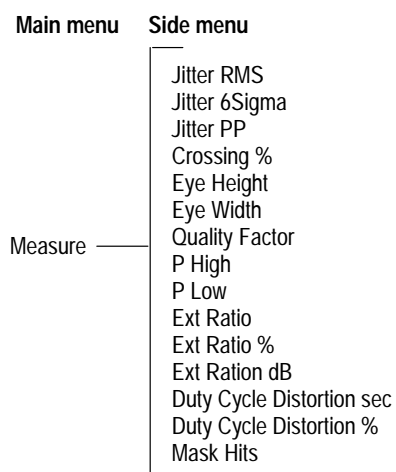 Main menu Side menu
Jitter RMS
Jitter 6Sigma
Jitter PP
Crossing %
Eye Height
Eye Width
Measure
Quality Factor
P High
P Low
Ext Ratio
Ext Ratio %
Ext Ration dB
Duty Cycle Distortion sec
Duty Cycle Distortion %
Mask Hits